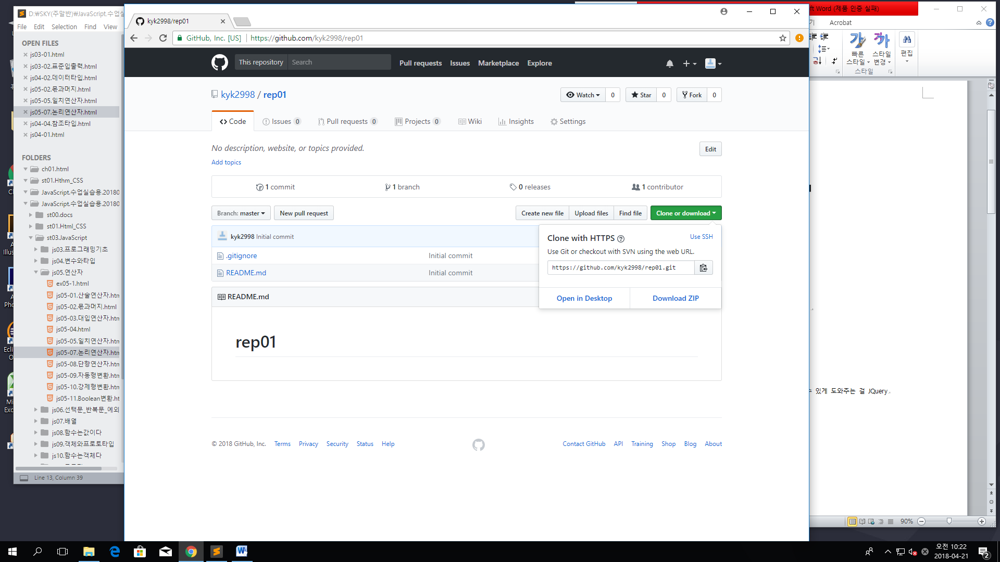 D:₩SKY(주말반)₩JavaScript.수업실
File Edit Selection Find View
OPEN FILES
js03-01.html
js03-02.표준입출력.html
js04-02.데이터타입.html
js05-02.몫과머지.html
js05-05.일치연산자.html
js05-07.논리연산자.html
js04-04.참조타입.html
js04-01.html
FOLDERS
ch01.html
st01.Hthm_CSS
JavaScript.수업실습용.20180
JavaScript.수업실습용.20180
st00.docs
st01.Html_CSS
st03.JavaScript
js03.프로그래밍기초
js04.변수와타입
js05.연산자
ex05-1.html
js05-01.산술연산자.htm
js05-02.몫과머지.html
js05-03.대입연산자.htm
js05-04.html
js05-05.일치연산자.htm
js05-07.논리연산자.htm
js05-08.단항연산자.htm
js05-09.자동형변환.htm
js05-10.강제형변환.htm
js05-11.Boolean변환.ht
js06.선택문_반복문_예외
js07.배열
js08.함수는값이다
js09.객체와프로토타입
js10.함수는객체다
Line 13, Column 39
kyk2998/rep01
GitHub, Inc. [US] https://github.com/kyk2998/rep01
This repository Search Pull requests Issues Marketplace Explore
kyk2998 / rep01
Watch 0 Star 0 Fork 0
Code Issues 0 Pull requests 0 Projects 0 Wiki Insights Settings
No description, website, or topics provided.
Edit
Add topics
1 commit 1 branch 0 releases 1 contributor
Branch: master New pull request Create new file Upload files Find file Clone or download
kyk2998 Initial commit
.gitignore Initial commit
README.md Initial commit
Clone with HTTPS Use SSH
Use Git or checkout with SVN using the web URL.
https://github.com/kyk2998/rep01.git
Open in Desktop Download ZIP
README.md
rep01
© 2018 GitHub, Inc. Terms Privacy Security Status Help
Contact GitHub API Training Shop Blog About
ft Word (제품 인증 실패)
Acrobat
빠른 스타일
스타일 변경
편집
스타일
있게 도와주는 걸 JQuery.
90%
오전 10:22
2018-04-21
2